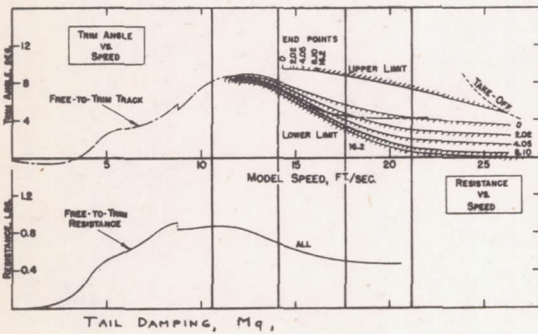 TRIM ANGLE
VS.
SPEED
END POINTS
0
2.02
4.05
8.10
16.2
UPPER LIMIT
TAKE-OFF
FREE-TO-TRIM TRACK
LOWER LIMIT
16.2
0
2.02
4.05
8.10
TRIM ANGLE, DEG.
12
8
4
0
5
10
15
20
25
MODEL SPEED, FT./SEC.
RESISTANCE
VS.
SPEED
FREE-TO-TRIM
RESISTANCE
ALL
RESISTANCE, LBS.
1.2
0.8
0.4
TAIL DAMPING, Mq,